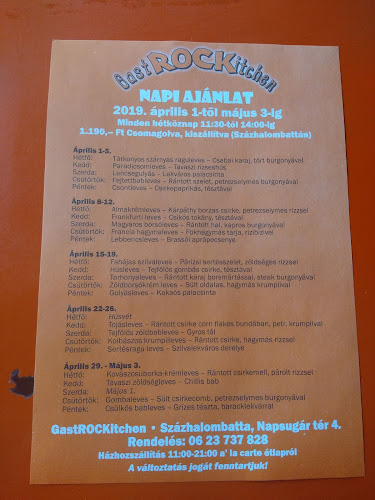 GastROCKitchen
NAPI AJÁNLAT
2019. április 1-től május 3-ig
Minden hétköznap 11:30-tól 14:00-ig
1.190,– Ft Csomagolva, kiszállítva (Százhalombattán)
Április 1-5.
Hétfő: Tárkonyos szárnyas raguleves – Csabai karaj, tört burgonyával
Kedd: Paradicsomleves – Tavaszi rizseshús
Szerda: Lencsegulyás – Lekváros palacsinta
Csütörtök: Fejtettbableves – Rántott szelet, petrezselymes burgonyával
Péntek: Csontleves – Csirkepaprikás, tésztával
Április 8-12.
Hétfő: Almakrémleves – Kárpáthy borzas csirke, petrezselymes rizzsel
Kedd: Frankfurti leves – Csikós tokány, tésztával
Szerda: Magyaros borsóleves – Rántott hal, kapros burgonyával
Csütörtök: Francia hagymaleves – Fokhagymás tarja, rizibizivel
Péntek: Lebbencsleves – Brassói aprópecsenye
Április 15-19.
Hétfő: Fahéjas szilvaleves – Párizsi sertésszelet, zöldséges rizzsel
Kedd: Húsleves – Tejfölös gombás csirke, tésztával
Szerda: Tarhonyaleves – Rántott karaj boremártással, steak burgonyával
Csütörtök: Zöldborsókrém leves – Sült oldalas, hagymás krumplival
Péntek: Gulyásleves – Kakaós palacsinta
Április 22-26.
Hétfő: Húsvét
Kedd: Tojásleves – Rántott csirke corn flakes bundában, petr. krumplival
Szerda: Tejfölös zöldbableves – Gyros tál
Csütörtök: Kolbászos krumplileves – Rántott csirke, hagymás rizzsel
Péntek: Sertésragu leves – Szilvalekváros derelye
Április 29. - Május 3.
Hétfő: Kovászosuborka-krémleves – Rántott csirkemell, párolt rizzsel
Kedd: Tavaszi zöldségleves – Chilis bab
Szerda: Május 1.
Csütörtök: Gombaleves – Sült csirkecomb, petrezselymes burgonyával
Péntek: Csülkös bableves – Grízes tészta, baracklekvárral
GastROCKitchen • Százhalombatta, Napsugár tér 4.
Rendelés: 06 23 737 828
Házhozszállítás 11:00-21:00 a' la carte étlapról
A változtatás jogát fenntartjuk!